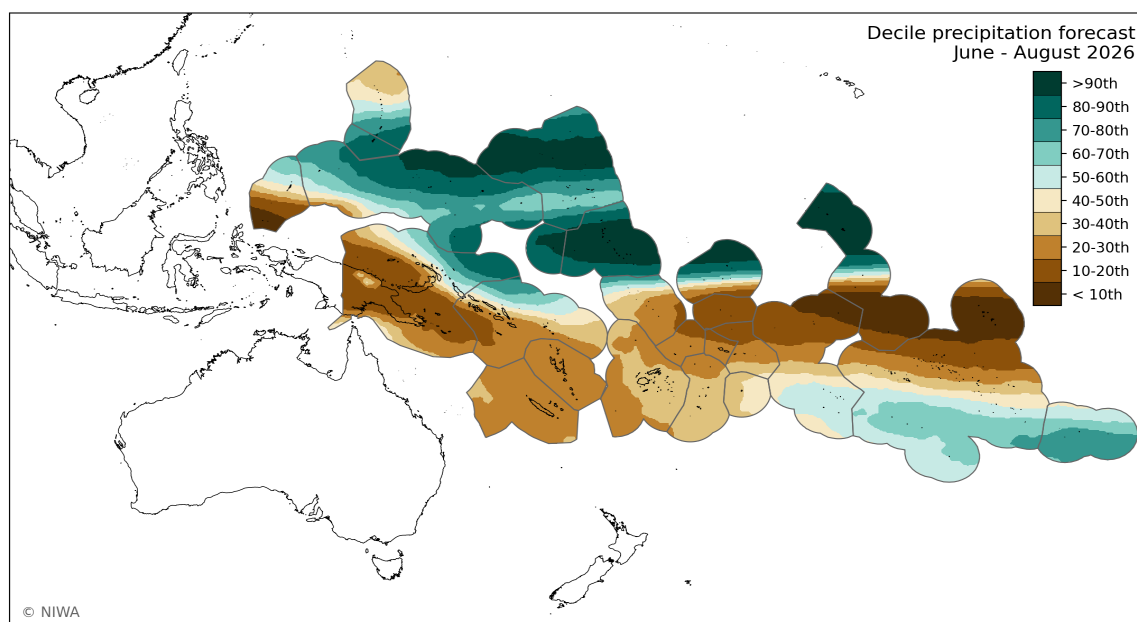 Decile precipitation forecast
June - August 2026
>90th
80-90th
70-80th
60-70th
50-60th
40-50th
30-40th
20-30th
10-20th
< 10th
© NIWA